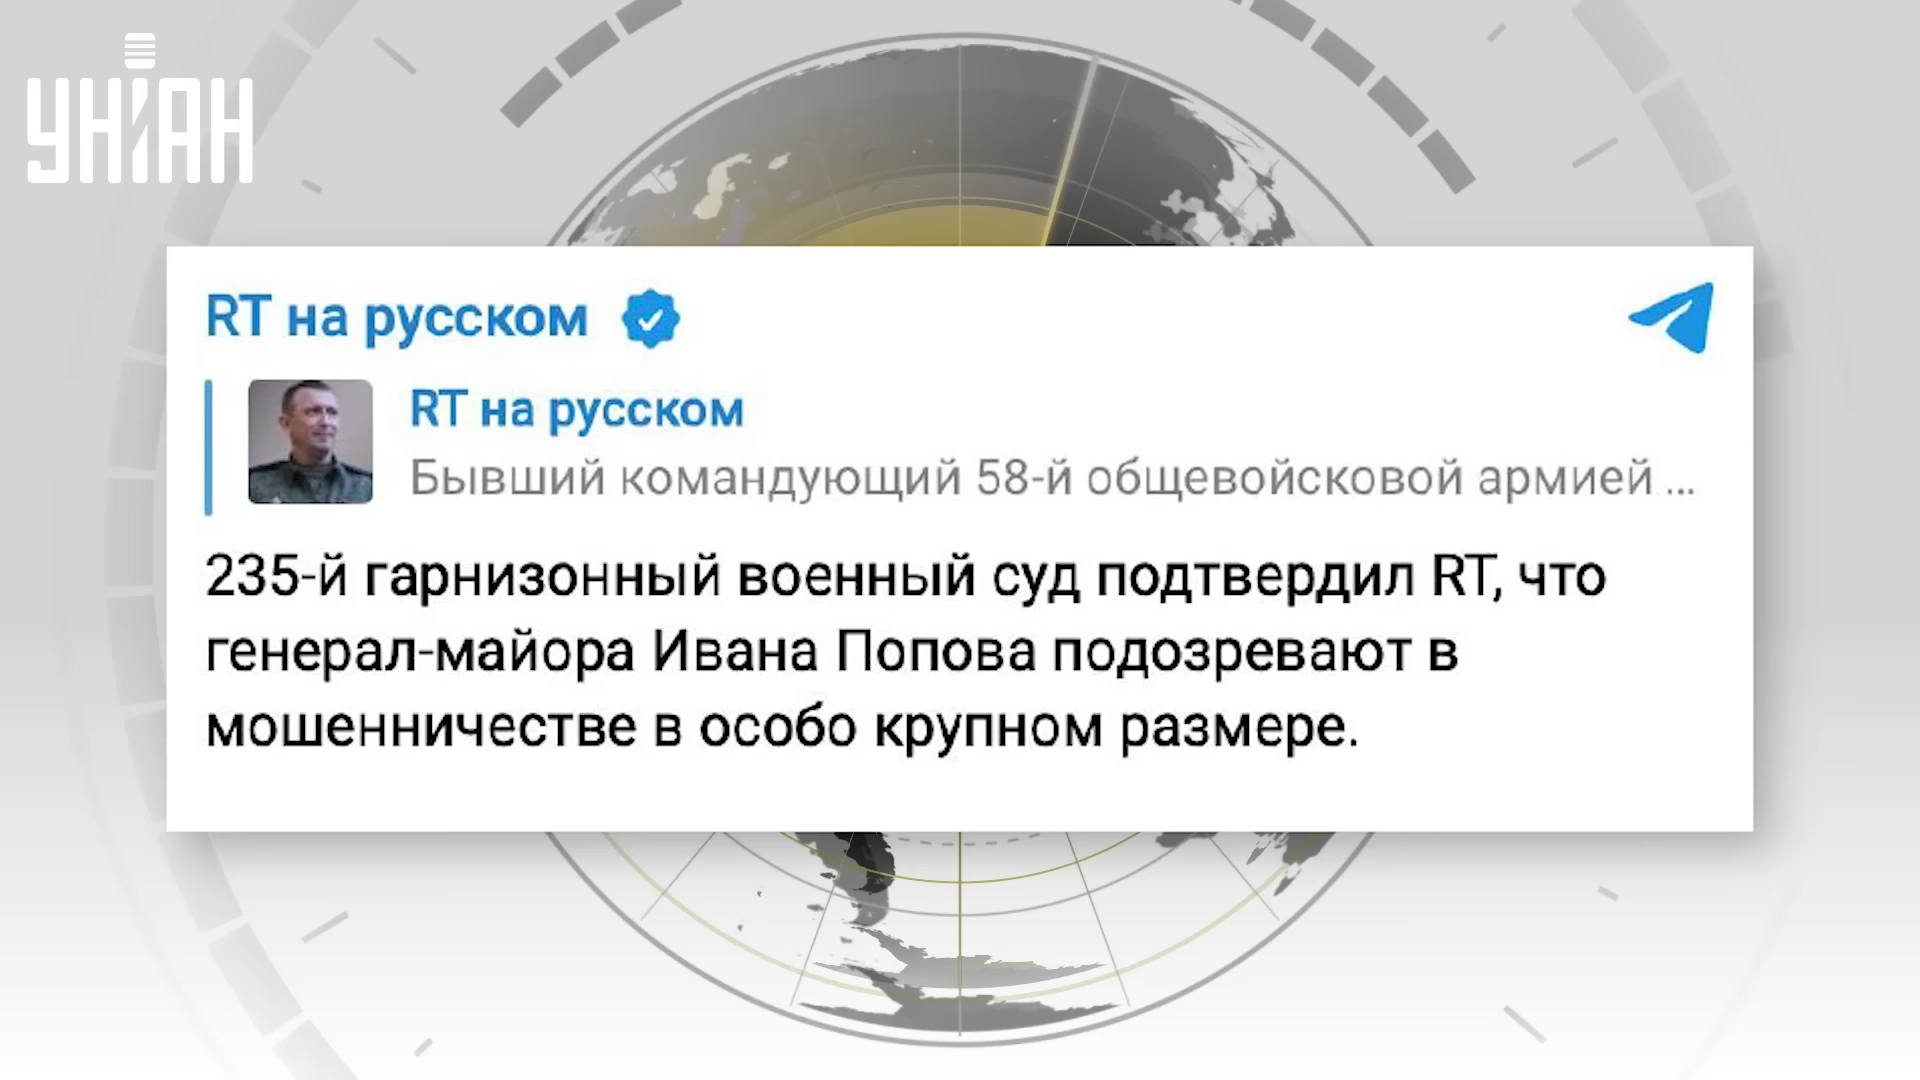 УНІАН
RT на русском
RT на русском
Бывший командующий 58-й общевойсковой армией ...
235-й гарнизонный военный суд подтвердил RT, что
генерал-майора Ивана Попова подозревают в
мошенничестве в особо крупном размере.